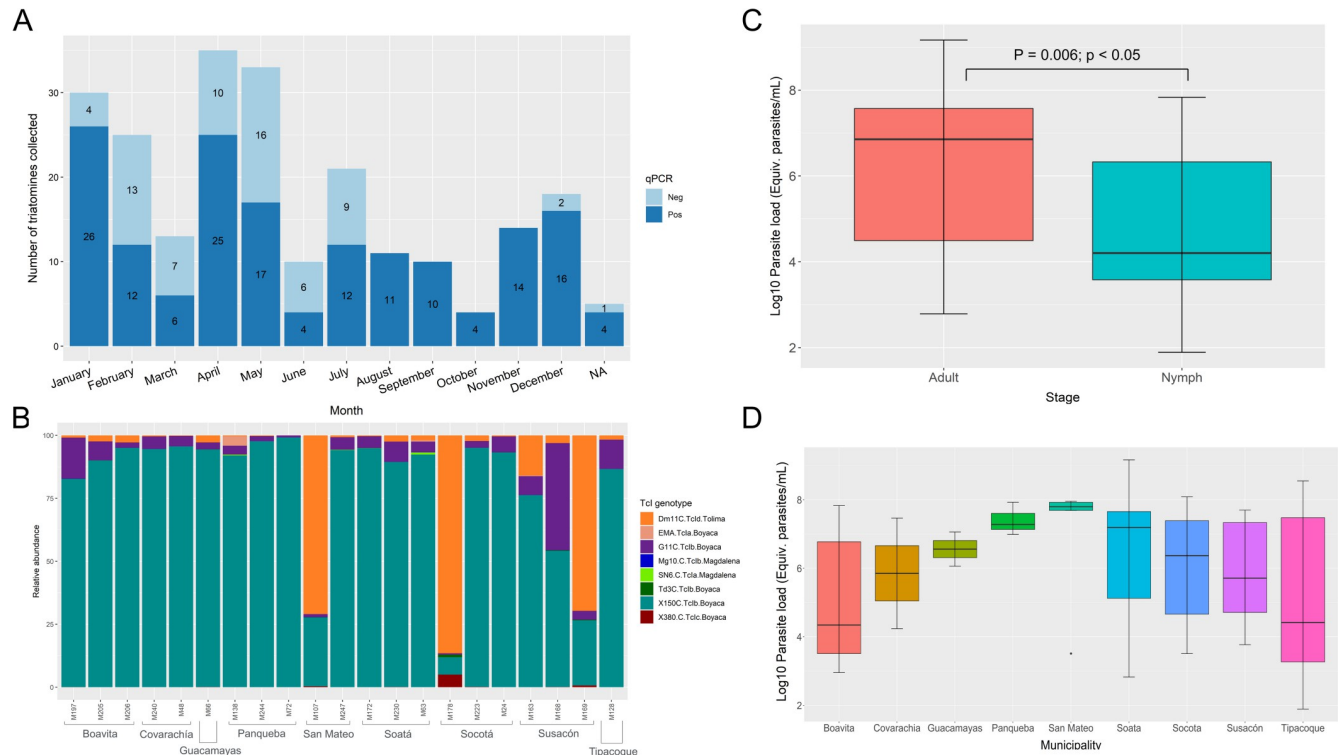 A
Number of triatomines collected
30
20
10
0
4
26
13
12
7
6
10
25
16
17
6
4
9
12
11
10
4
14
2
16
1
4
January February March April May June July August September October November December NA
Month
qPCR
Neg
Pos
C
Log10 Parasite load (Equiv. parasites/mL)
8
6
4
2
P = 0.006; p < 0.05
Adult Nymph
Stage
B
Relative abundance
100
75
50
25
0
M197 M205 M206 M240 M48 M66 M138 M244 M72 M107 M247 M172 M230 M63 M178 M223 M24 M163 M168 M169 M128
Boavita Covarachía Panqueba San Mateo Soatá Socotá Susacón
Guacamayas Tipacoque
TcI genotype
Dm11C.TcId.Tolima
EMA.TcIa.Boyaca
G11C.TcIb.Boyaca
Mg10.C.TcIb.Magdalena
SN6.C.TcIa.Magdalena
Td3C.TcIb.Boyaca
X150C.TcIb.Boyaca
X380.C.TcIc.Boyaca
D
Log10 Parasite load (Equiv. parasites/mL)
8
6
4
2
Boavita Covarachia Guacamayas Panqueba San Mateo Soata Socota Susacón Tipacoque
Municipality